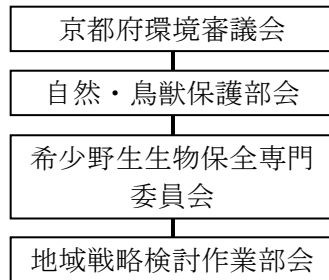 京都府環境審議会
自然・鳥獣保護部会
希少野生生物保全専門
委員会
地域戦略検討作業部会